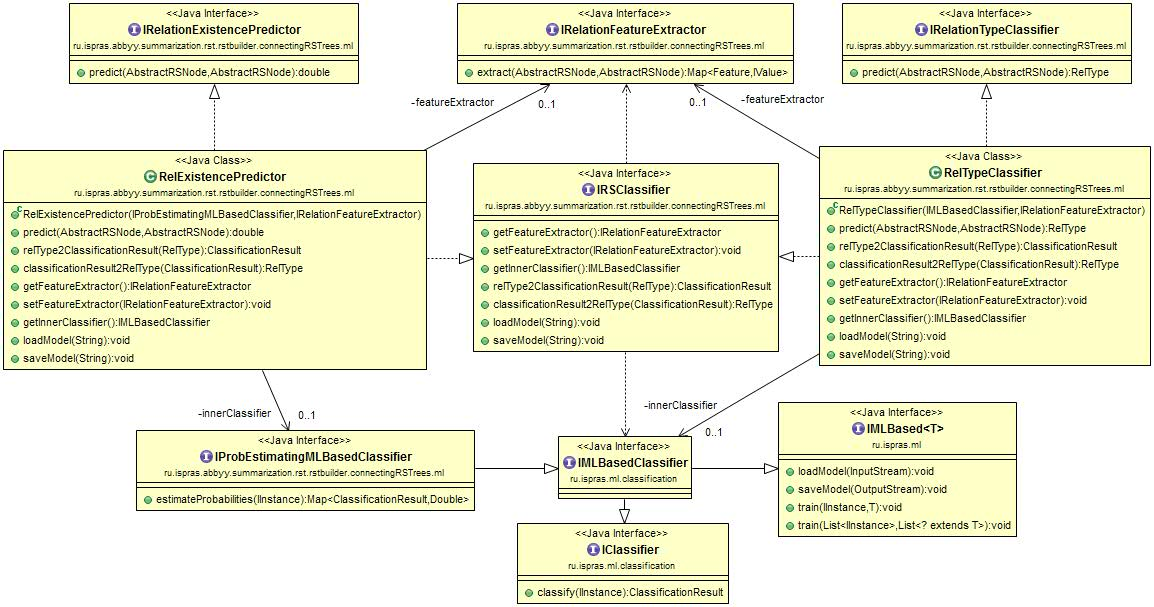 <<Java Interface>>
IRelationExistencePredictor
ru.ispras.abbyy.summarization.rst.rstbuilder.connectingRSTrees.ml
predict(AbstractRSNode,AbstractRSNode):double
<<Java Interface>>
IRelationFeatureExtractor
ru.ispras.abbyy.summarization.rst.rstbuilder.connectingRSTrees.ml
extract(AbstractRSNode,AbstractRSNode):Map<Feature,IValue>
<<Java Interface>>
IRelationTypeClassifier
ru.ispras.abbyy.summarization.rst.rstbuilder.connectingRSTrees.ml
predict(AbstractRSNode,AbstractRSNode):RelType
-featureExtractor
0..1
0..1
-featureExtractor
<<Java Class>>
RelExistencePredictor
ru.ispras.abbyy.summarization.rst.rstbuilder.connectingRSTrees.ml
RelExistencePredictor(IProbEstimatingMLBasedClassifier,IRelationFeatureExtractor)
predict(AbstractRSNode,AbstractRSNode):double
relType2ClassificationResult(RelType):ClassificationResult
classificationResult2RelType(ClassificationResult):RelType
getFeatureExtractor():IRelationFeatureExtractor
setFeatureExtractor(IRelationFeatureExtractor):void
getInnerClassifier():IMLBasedClassifier
loadModel(String):void
saveModel(String):void
<<Java Interface>>
IRSClassifier
ru.ispras.abbyy.summarization.rst.rstbuilder.connectingRSTrees.ml
getFeatureExtractor():IRelationFeatureExtractor
setFeatureExtractor(IRelationFeatureExtractor):void
getInnerClassifier():IMLBasedClassifier
relType2ClassificationResult(RelType):ClassificationResult
classificationResult2RelType(ClassificationResult):RelType
loadModel(String):void
saveModel(String):void
<<Java Class>>
RelTypeClassifier
ru.ispras.abbyy.summarization.rst.rstbuilder.connectingRSTrees.ml
RelTypeClassifier(IMLBasedClassifier,IRelationFeatureExtractor)
predict(AbstractRSNode,AbstractRSNode):RelType
relType2ClassificationResult(RelType):ClassificationResult
classificationResult2RelType(ClassificationResult):RelType
getFeatureExtractor():IRelationFeatureExtractor
setFeatureExtractor(IRelationFeatureExtractor):void
getInnerClassifier():IMLBasedClassifier
loadModel(String):void
saveModel(String):void
-innerClassifier
0..1
-innerClassifier
0..1
<<Java Interface>>
IProbEstimatingMLBasedClassifier
ru.ispras.abbyy.summarization.rst.rstbuilder.connectingRSTrees.ml
estimateProbabilities(IInstance):Map<ClassificationResult,Double>
<<Java Interface>>
IMLBasedClassifier
ru.ispras.ml.classification
<<Java Interface>>
IMLBased<T>
ru.ispras.ml
loadModel(InputStream):void
saveModel(OutputStream):void
train(IInstance,T):void
train(List<IInstance>,List<? extends T>):void
<<Java Interface>>
IClassifier
ru.ispras.ml.classification
classify(IInstance):ClassificationResult